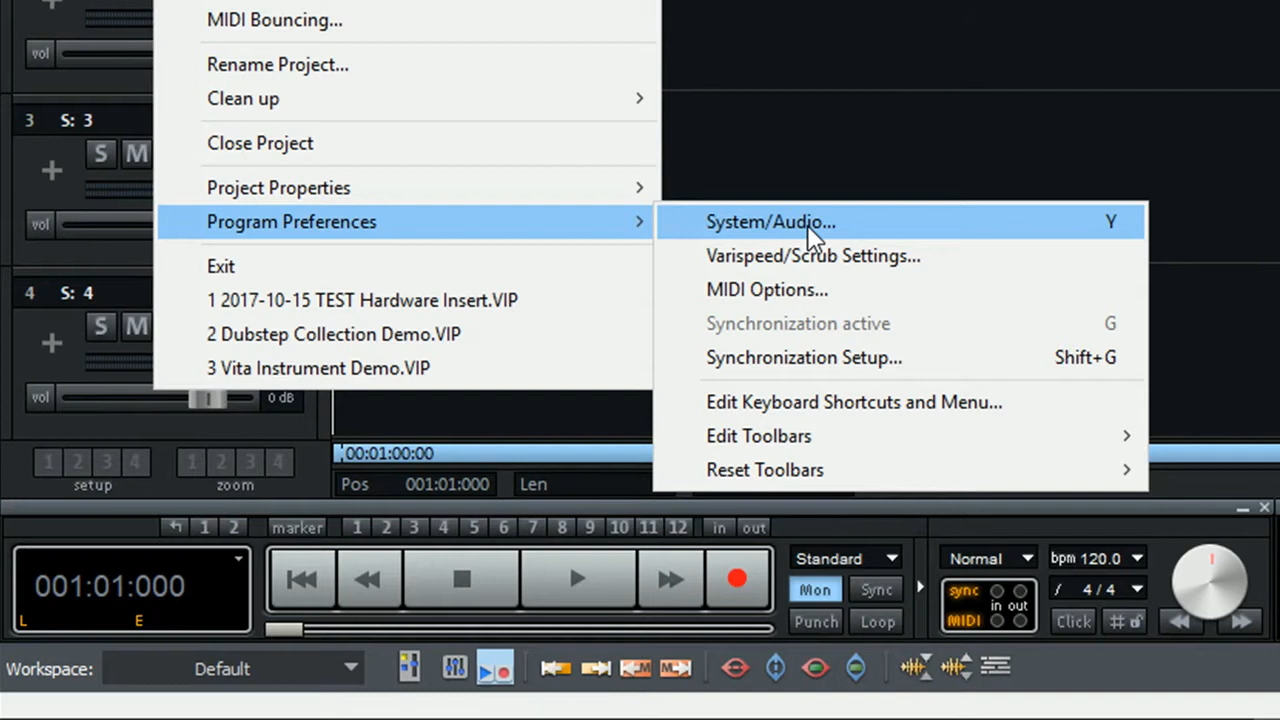 MIDI Bouncing...
vol
Rename Project...
Clean up
3 S: 3
Close Project
S M
Project Properties
vol
Program Preferences
System/Audio... Y
Varispeed/Scrub Settings...
Exit
MIDI Options...
4 S: 4
1 2017-10-15 TEST Hardware Insert.VIP
S M
2 Dubstep Collection Demo.VIP
Synchronization active G
3 Vita Instrument Demo.VIP
Synchronization Setup... Shift+G
vol 0 dB
Edit Keyboard Shortcuts and Menu...
Edit Toolbars
00:01:00:00
1 2 3 4 1 2 3 4
Reset Toolbars
setup zoom
Pos 001:01:000 Len
1 2 marker 1 2 3 4 5 6 7 8 9 10 11 12 in out
Standard Normal bpm 120.0
001:01:000
Mon Sync sync in out 4/4
MIDI
L E
Punch Loop Click #
Workspace: Default
M M